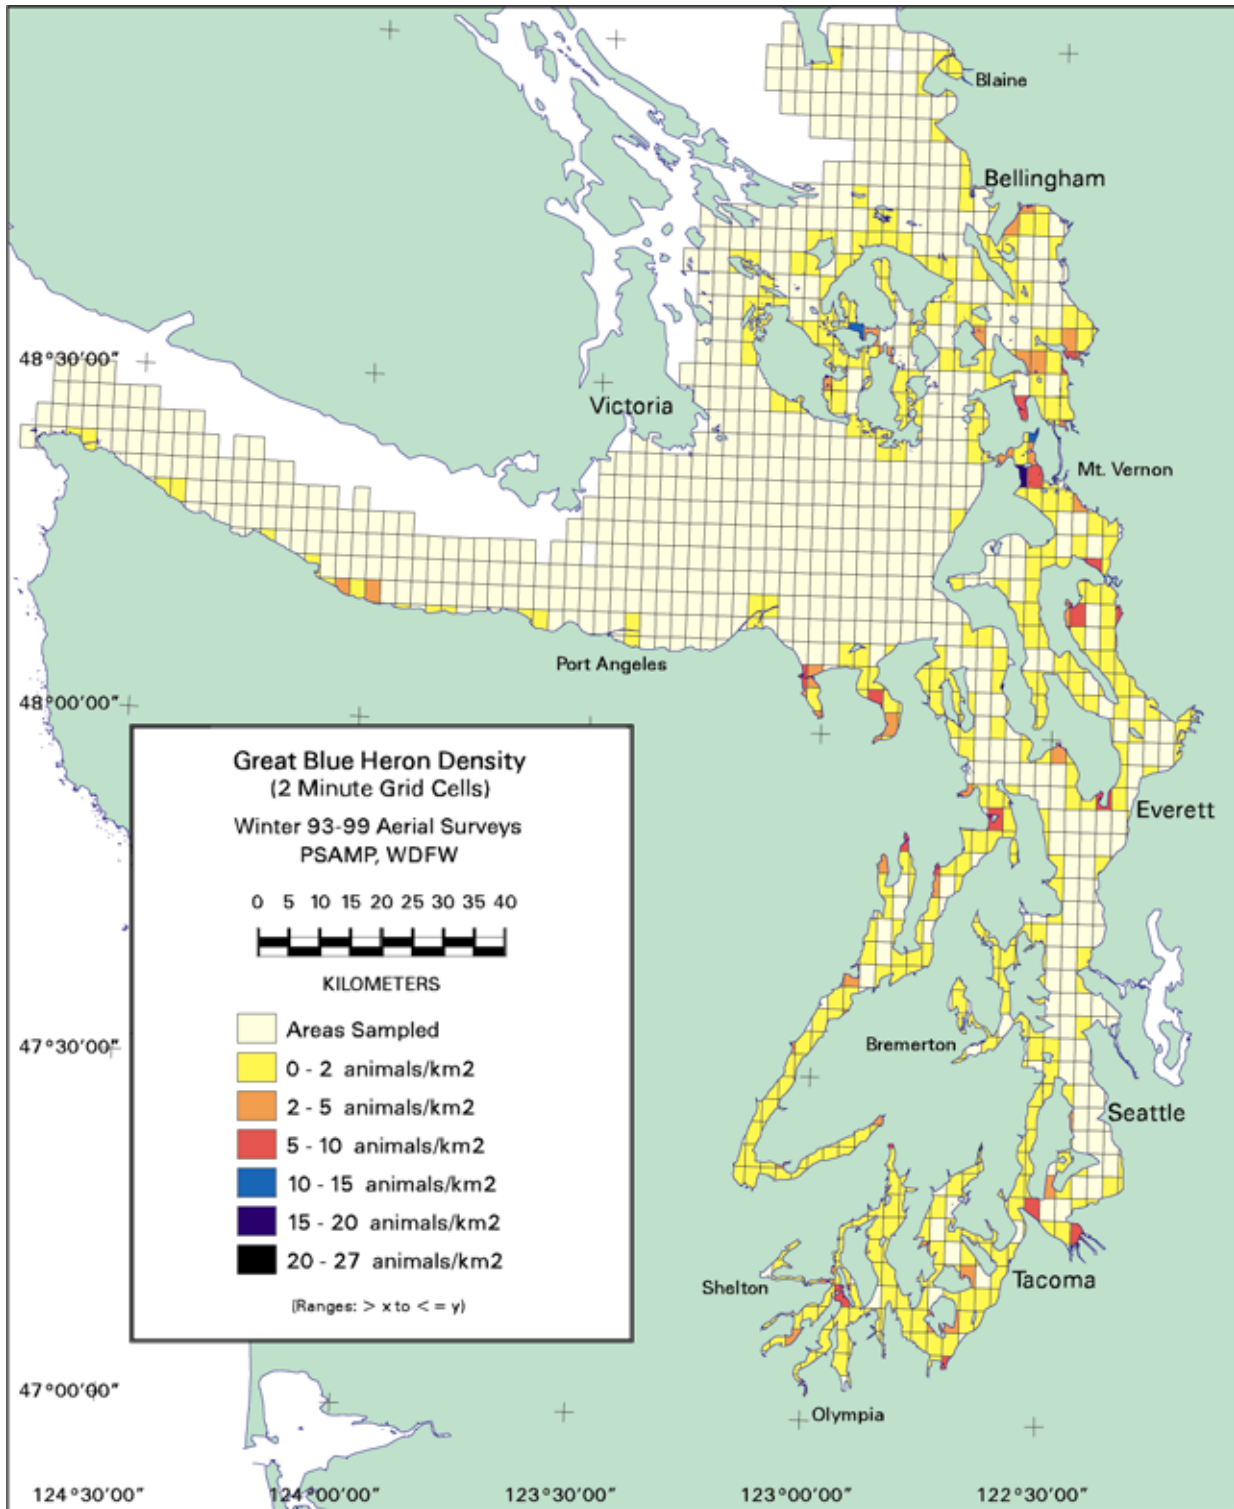 Blaine
Bellingham
48°30'00"
Victoria
Mt. Vernon
Port Angeles
48°00'00"
Great Blue Heron Density
(2 Minute Grid Cells)
Winter 93-99 Aerial Surveys
PSAMP, WDFW
0 5 10 15 20 25 30 35 40
KILOMETERS
Areas Sampled
0 - 2 animals/km2
2 - 5 animals/km2
5 - 10 animals/km2
10 - 15 animals/km2
15 - 20 animals/km2
20 - 27 animals/km2
(Ranges: > x to < = y)
Everett
47°30'00"
Bremerton
Seattle
Shelton
Tacoma
47°00'00"
Olympia
124°30'00" 124°00'00" 123°30'00" 123°00'00" 122°30'00"